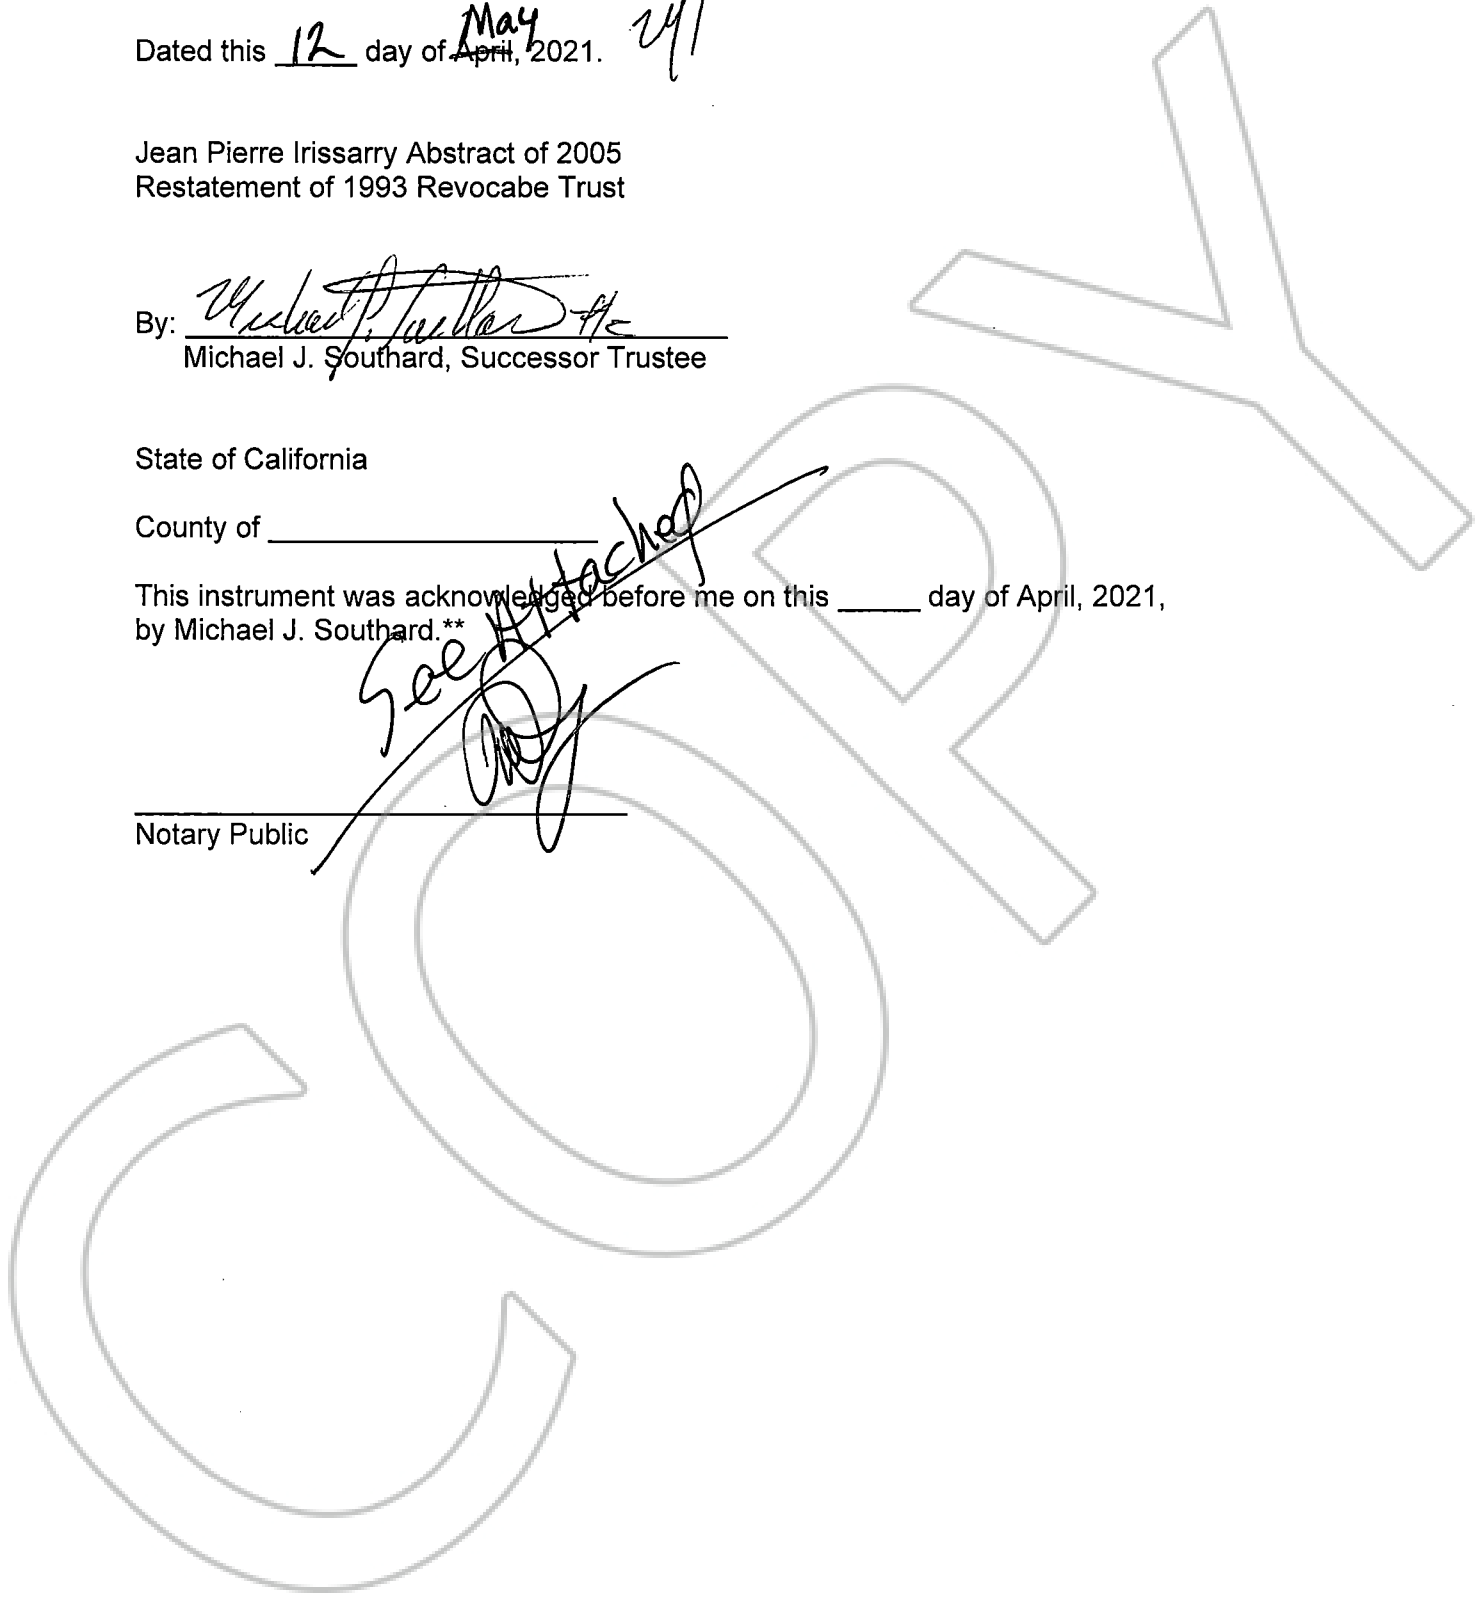 May
Dated this 12 day of April, 2021.
Jean Pierre Irissarry Abstract of 2005
Restatement of 1993 Revocabe Trust
By:
Michael J. Southard, Successor Trustee
State of California
County of
This instrument was acknowledged before me on this _____ day of April, 2021,
by Michael J. Southard.**
See Attached
Notary Public
COPY